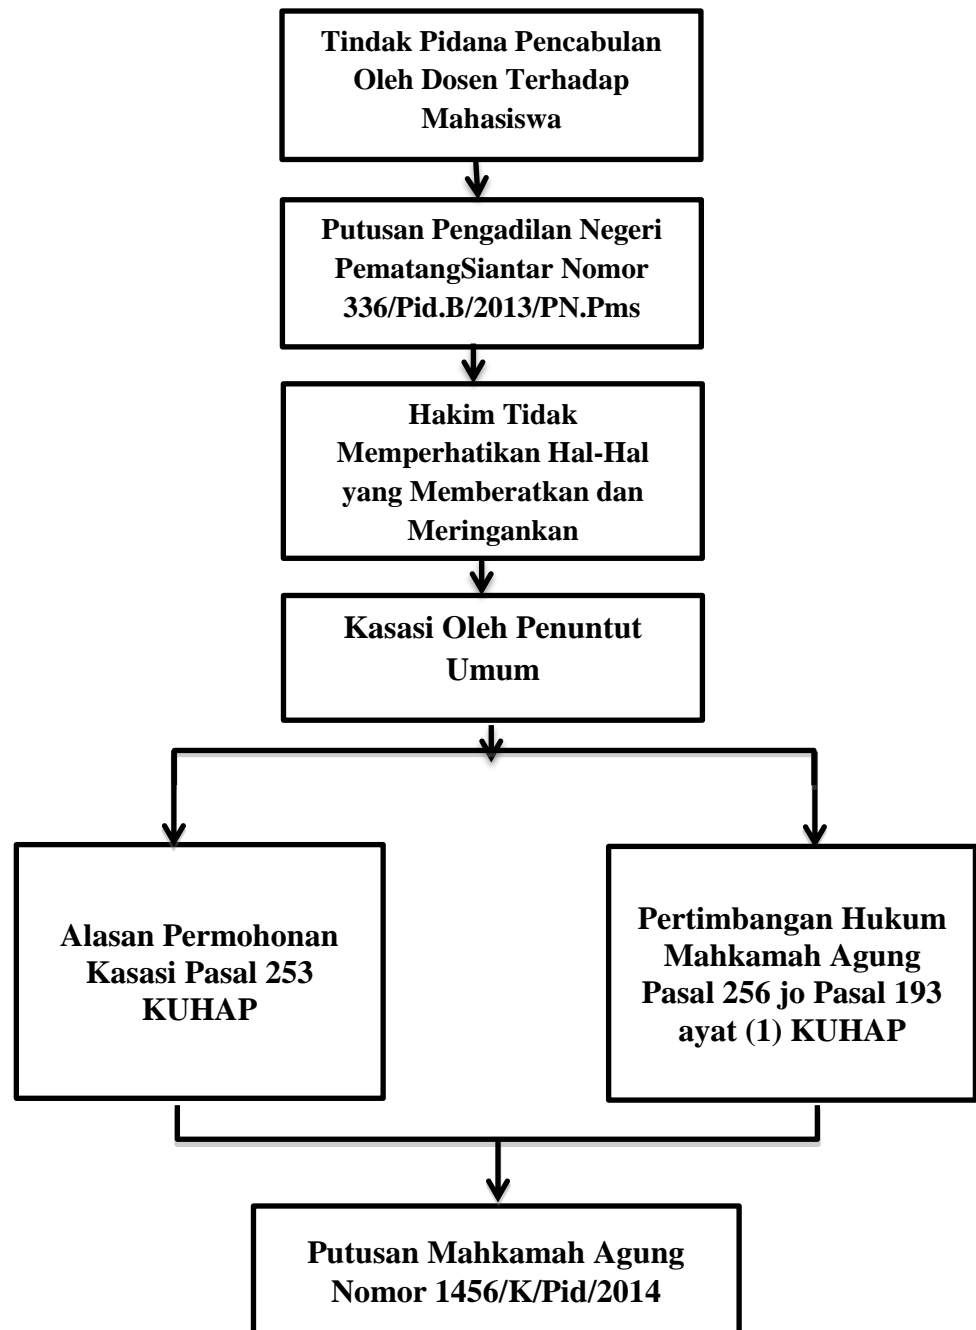 Tindak Pidana Pencabulan
Oleh Dosen Terhadap
Mahasiswa
Putusan Pengadilan Negeri
PematangSiantar Nomor
336/Pid.B/2013/PN.Pms
Hakim Tidak
Memperhatikan Hal-Hal
yang Memberatkan dan
Meringankan
Kasasi Oleh Penuntut
Umum
Alasan Permohonan
Kasasi Pasal 253
KUHAP
Pertimbangan Hukum
Mahkamah Agung
Pasal 256 jo Pasal 193
ayat (1) KUHAP
Putusan Mahkamah Agung
Nomor 1456/K/Pid/2014